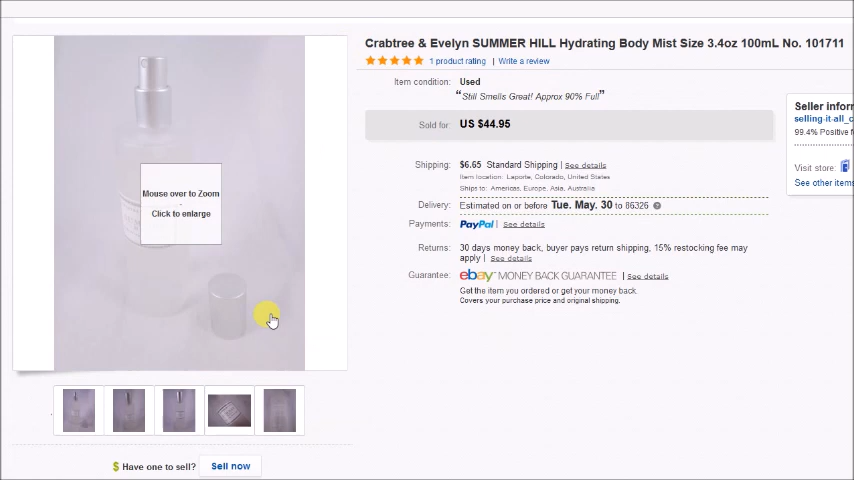 Crabtree & Evelyn SUMMER HILL Hydrating Body Mist Size 3.4oz 100mL No. 101711
1 product rating | Write a review
Item condition: Used
“Still Smells Great! Approx 90% Full”
Sold for: US $44.95
Shipping: $6.65 Standard Shipping | See details
Item location: Laporte, Colorado, United States
Ships to: Americas, Europe, Asia, Australia
Delivery: Estimated on or before Tue. May. 30 to 86326
Payments: PayPal | See details
Returns: 30 days money back, buyer pays return shipping, 15% restocking fee may
apply | See details
Guarantee: ebay MONEY BACK GUARANTEE | See details
Get the item you ordered or get your money back.
Covers your purchase price and original shipping.
Mouse over to Zoom
-
Click to enlarge
$ Have one to sell? Sell now
Seller infor
selling-it-all_c
99.4% Positive f
Visit store:
See other items